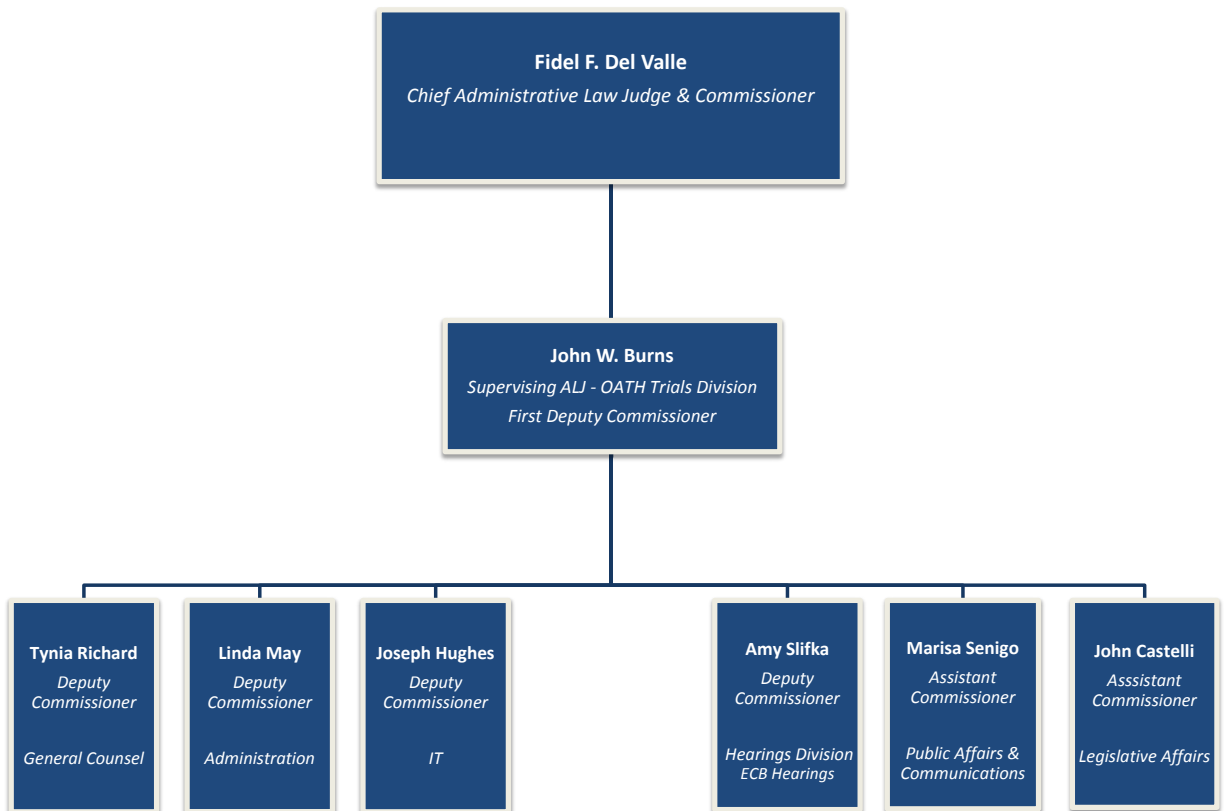 Fidel F. Del Valle
Chief Administrative Law Judge & Commissioner
John W. Burns
Supervising ALJ - OATH Trials Division
First Deputy Commissioner
Tynia Richard
Deputy
Commissioner
General Counsel
Linda May
Deputy
Commissioner
Administration
Joseph Hughes
Deputy
Commissioner
IT
Amy Slifka
Deputy
Commissioner
Hearings Division
ECB Hearings
Marisa Senigo
Assistant
Commissioner
Public Affairs &
Communications
John Castelli
Asssistant
Commissioner
Legislative Affairs